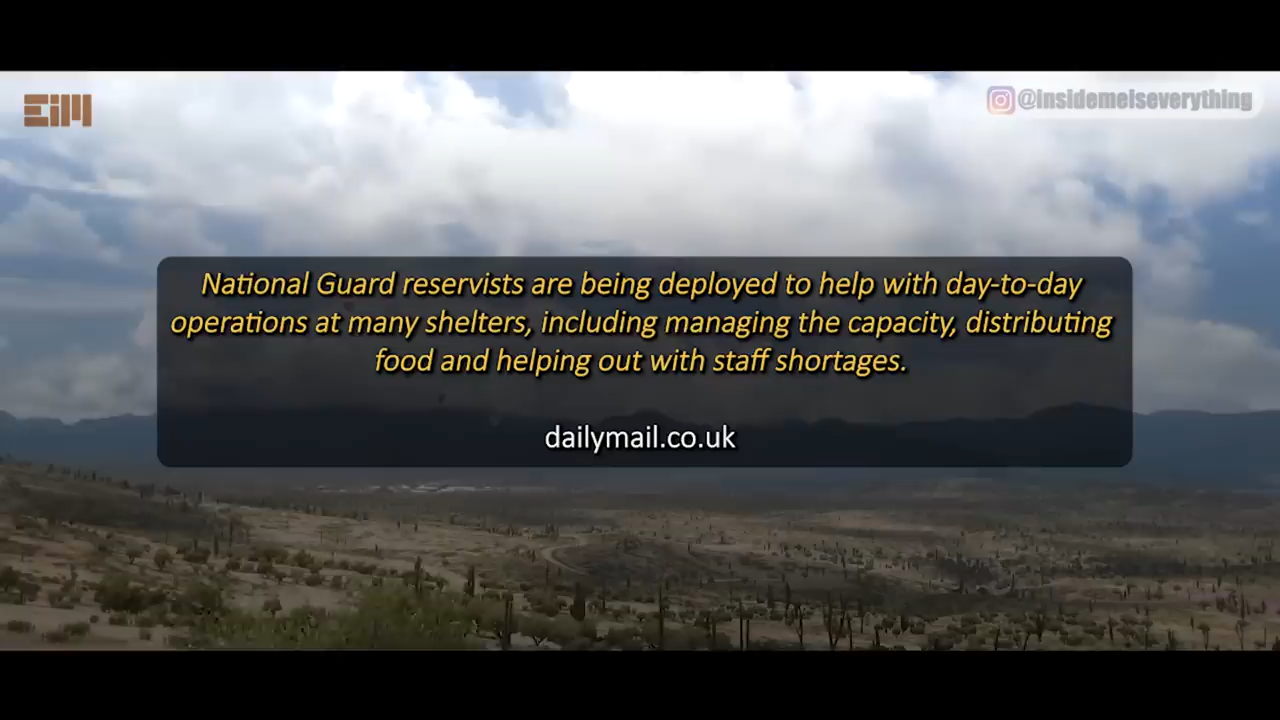 EiM
@insidemeiseverything
National Guard reservists are being deployed to help with day-to-day
operations at many shelters, including managing the capacity, distributing
food and helping out with staff shortages.
dailymail.co.uk